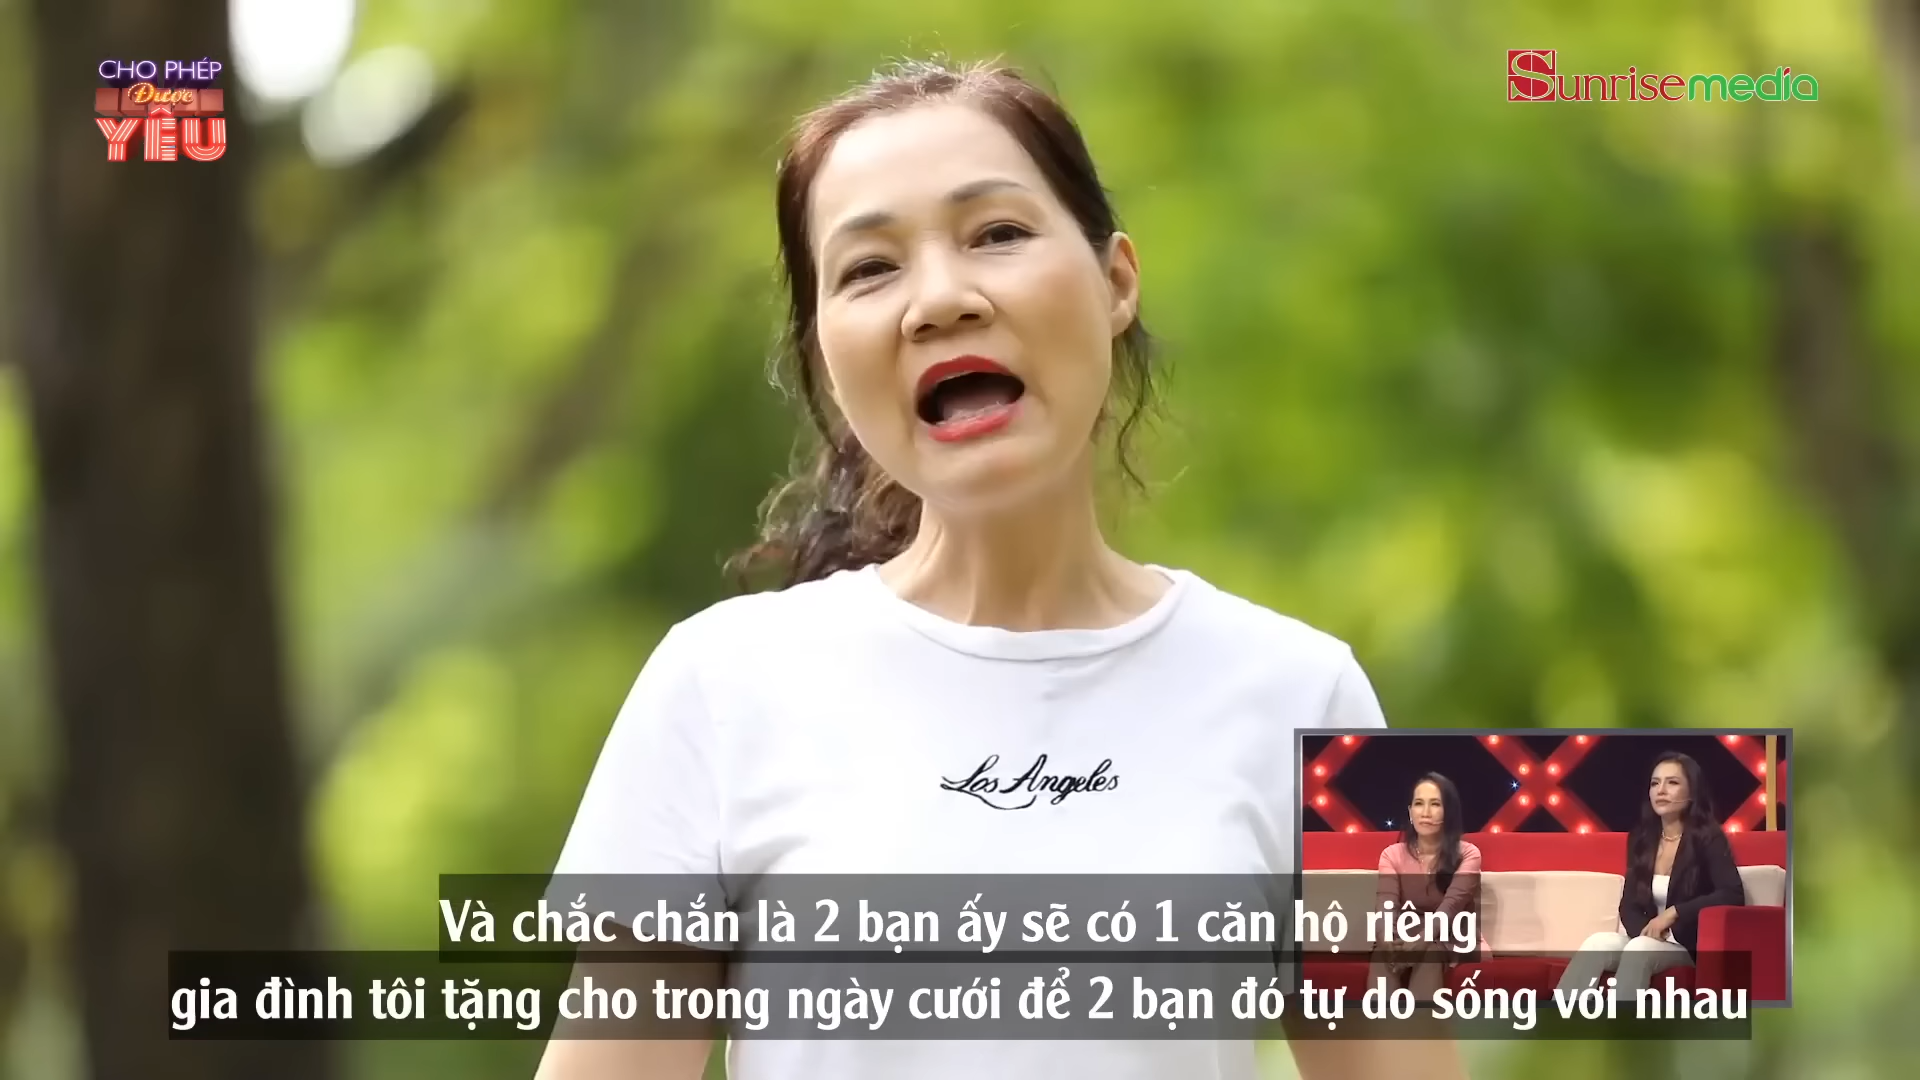 CHO PHÉP
Được
YÊU
Sunrisemedia
Los Angeles
Và chắc chắn là 2 bạn ấy sẽ có 1 căn hộ riêng
gia đình tôi tặng cho trong ngày cưới để 2 bạn đó tự do sống với nhau